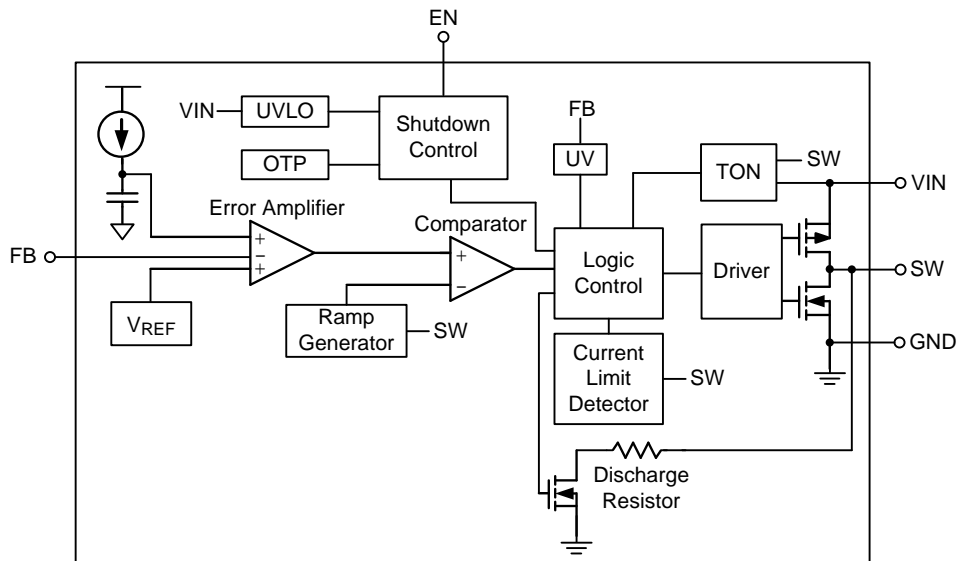 EN
VIN
UVLO
Shutdown
Control
FB
OTP
UV
TON
SW
VIN
Error Amplifier
Comparator
FB
+
−
+
+
−
Logic
Control
Driver
SW
VREF
Ramp
Generator
SW
GND
Current
Limit
Detector
SW
Discharge
Resistor